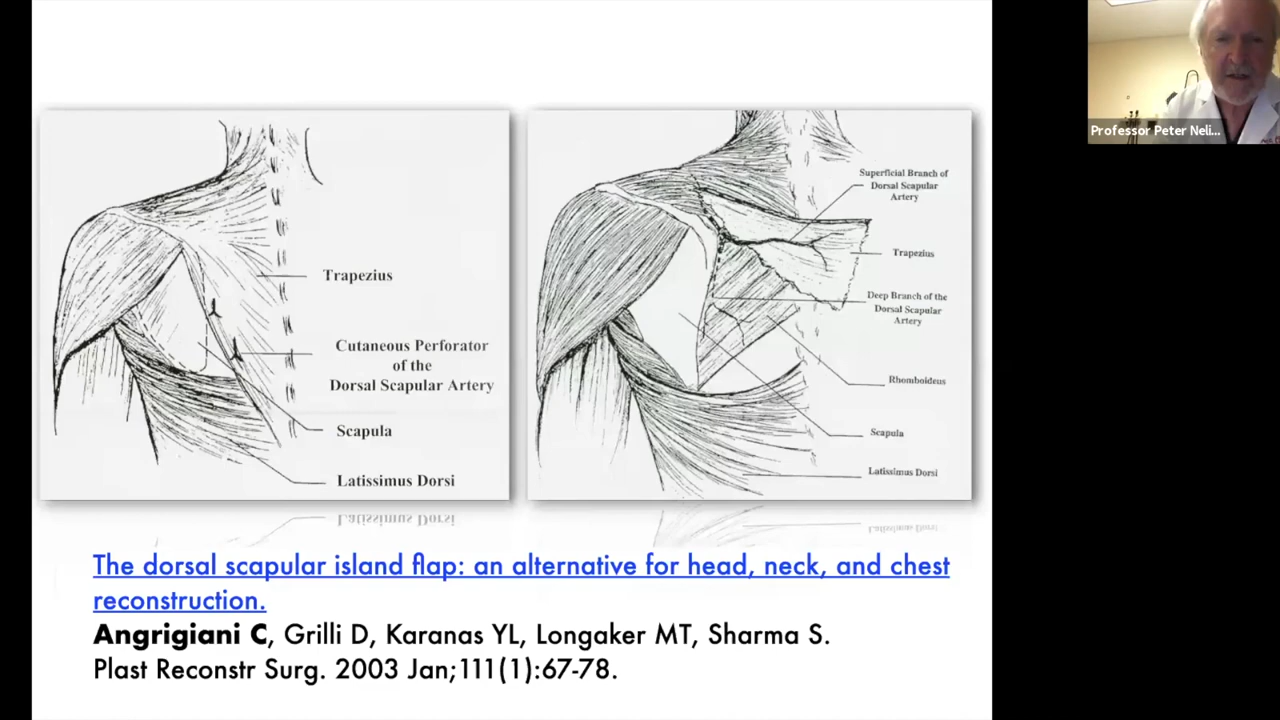 Professor Peter Neli...
Trapezius
Cutaneous Perforator
of the
Dorsal Scapular Artery
Scapula
Latissimus Dorsi
Superficial Branch of
Dorsal Scapular
Artery
Trapezius
Deep Branch of the
Dorsal Scapular
Artery
Rhomboideus
Scapula
Latissimus Dorsi
The dorsal scapular island flap: an alternative for head, neck, and chest
reconstruction.
Angrigiani C, Grilli D, Karanas YL, Longaker MT, Sharma S.
Plast Reconstr Surg. 2003 Jan;111(1):67-78.